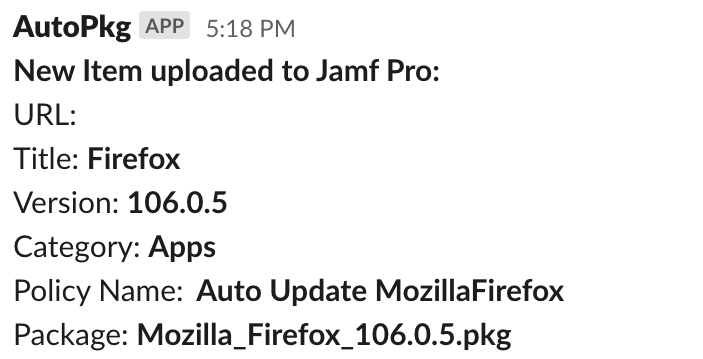 AutoPkg APP 5:18 PM
New Item uploaded to Jamf Pro:
URL:
Title: Firefox
Version: 106.0.5
Category: Apps
Policy Name: Auto Update MozillaFirefox
Package: Mozilla_Firefox_106.0.5.pkg